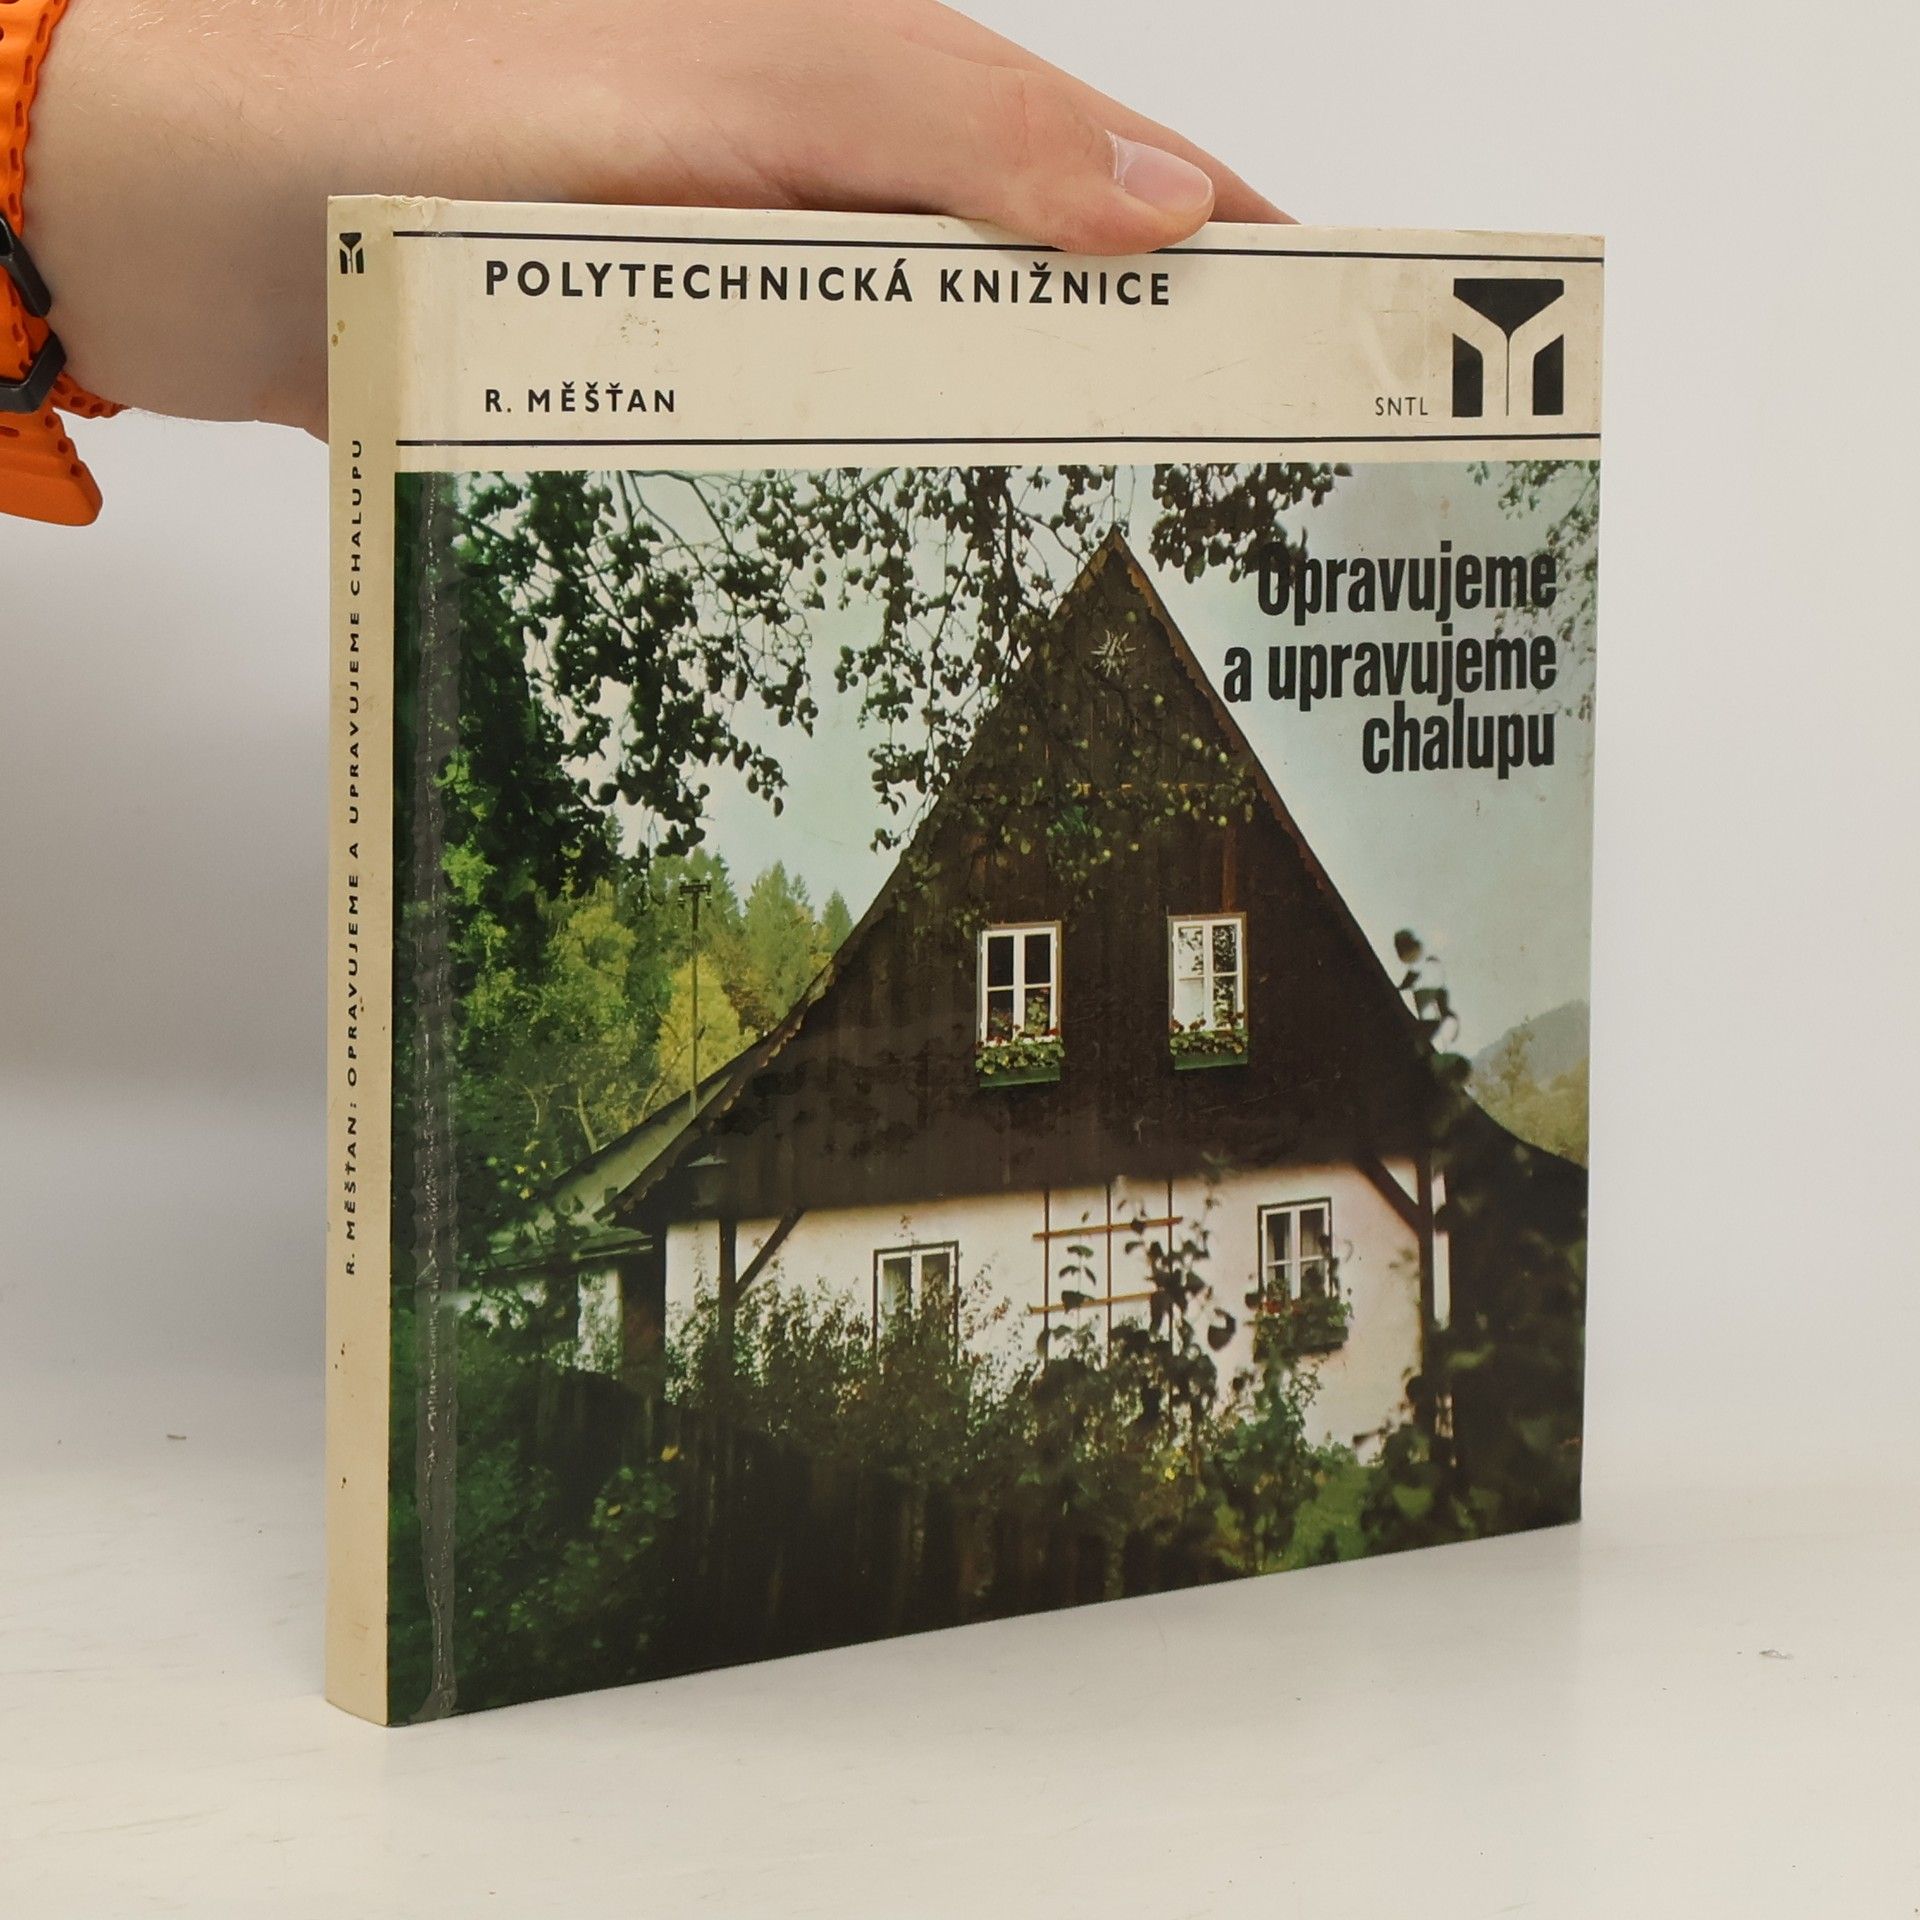 POLYTECHNICKÁ KNIŽNICE
R. MĚŠŤAN
SNTL
Opravujeme
a upravujeme
chalupu
R. MĚŠŤAN: OPRAVUJEME A UPRAVUJEME CHALUPU